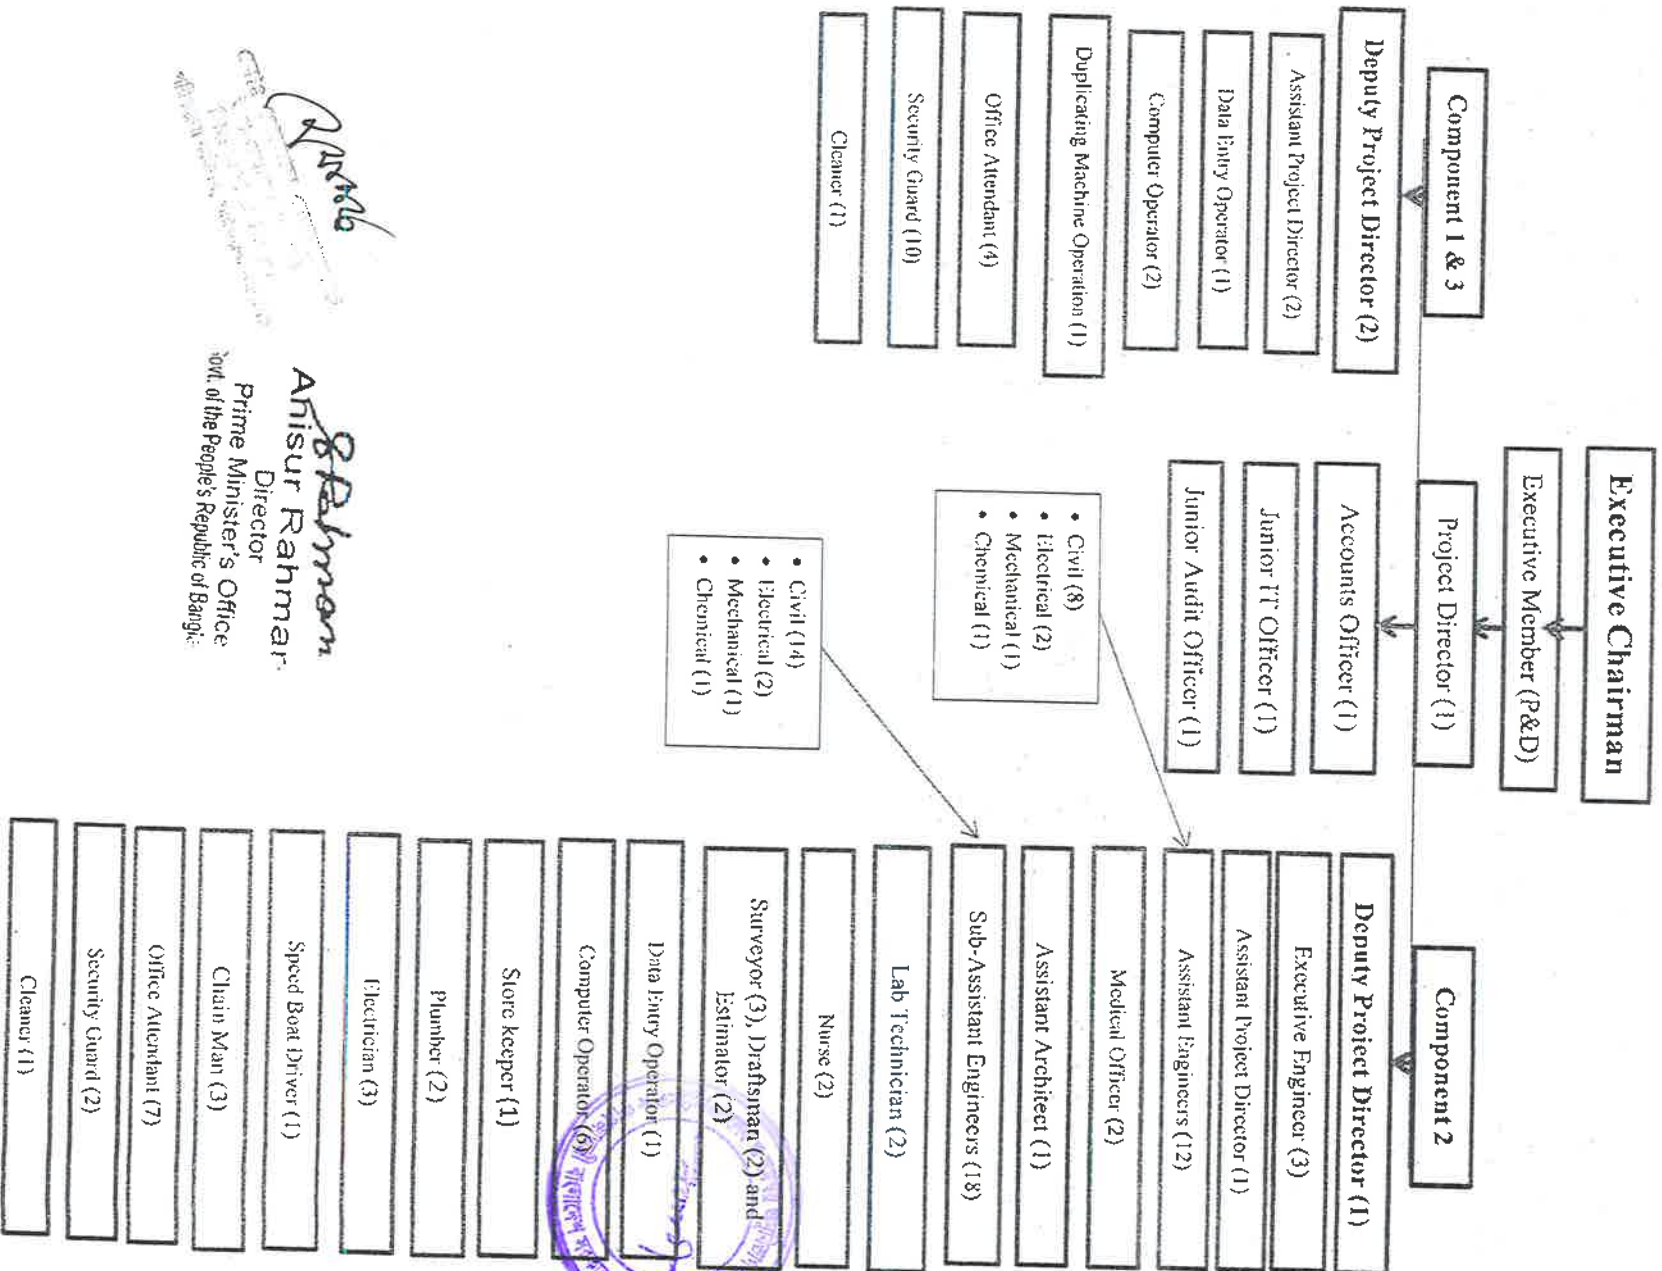 Executive Chairman
Executive Member (P&D)
Project Director (1)
Accounts Officer (1)
Junior IT Officer (1)
Junior Audit Officer (1)
Component 1 & 3
Deputy Project Director (2)
Assistant Project Director (2)
Data Entry Operator (1)
Computer Operator (2)
Duplicating Machine Operation (1)
Office Attendant (4)
Security Guard (10)
Cleaner (1)
• Civil (8)
• Electrical (2)
• Mechanical (1)
• Chemical (1)
• Civil (14)
• Electrical (2)
• Mechanical (1)
• Chemical (1)
Component 2
Deputy Project Director (1)
Executive Engineer (3)
Assistant Project Director (1)
Assistant Engineers (12)
Medical Officer (2)
Assistant Architect (1)
Sub-Assistant Engineers (18)
Lab Technician (2)
Nurse (2)
Surveyor (3), Draftsman (2) and
Estimator (2)
Data Entry Operator (1)
Computer Operator (6)
Store keeper (1)
Plumber (2)
Electrician (3)
Speed Boat Driver (1)
Chain Man (3)
Office Attendant (7)
Security Guard (2)
Cleaner (1)
Anisur Rahman
Director
Prime Minister's Office
Govt. of the People's Republic of Bangla